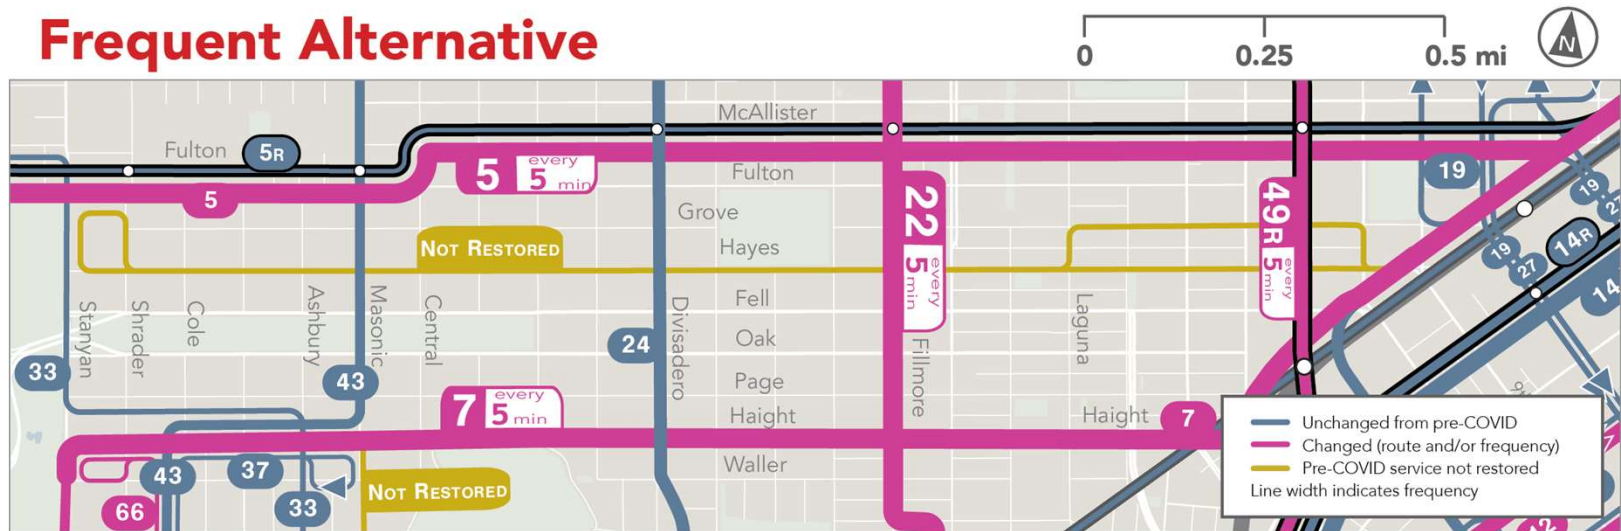 Frequent Alternative
0
0.25
0.5 mi
N
McAllister
Fulton
5R
5 every 5 min
Fulton
5
19
19
27
22 every 5 min
49R every 5 min
Grove
Hayes
NOT RESTORED
14R
19
27
14
Fell
Stanyan
Shrader
Cole
Ashbury
Masonic
Central
Divisadero
Oak
Fillmore
Laguna
24
33
43
Page
7 every 5 min
Haight
Haight
7
Waller
43
37
33
66
NOT RESTORED
Unchanged from pre-COVID
Changed (route and/or frequency)
Pre-COVID service not restored
Line width indicates frequency